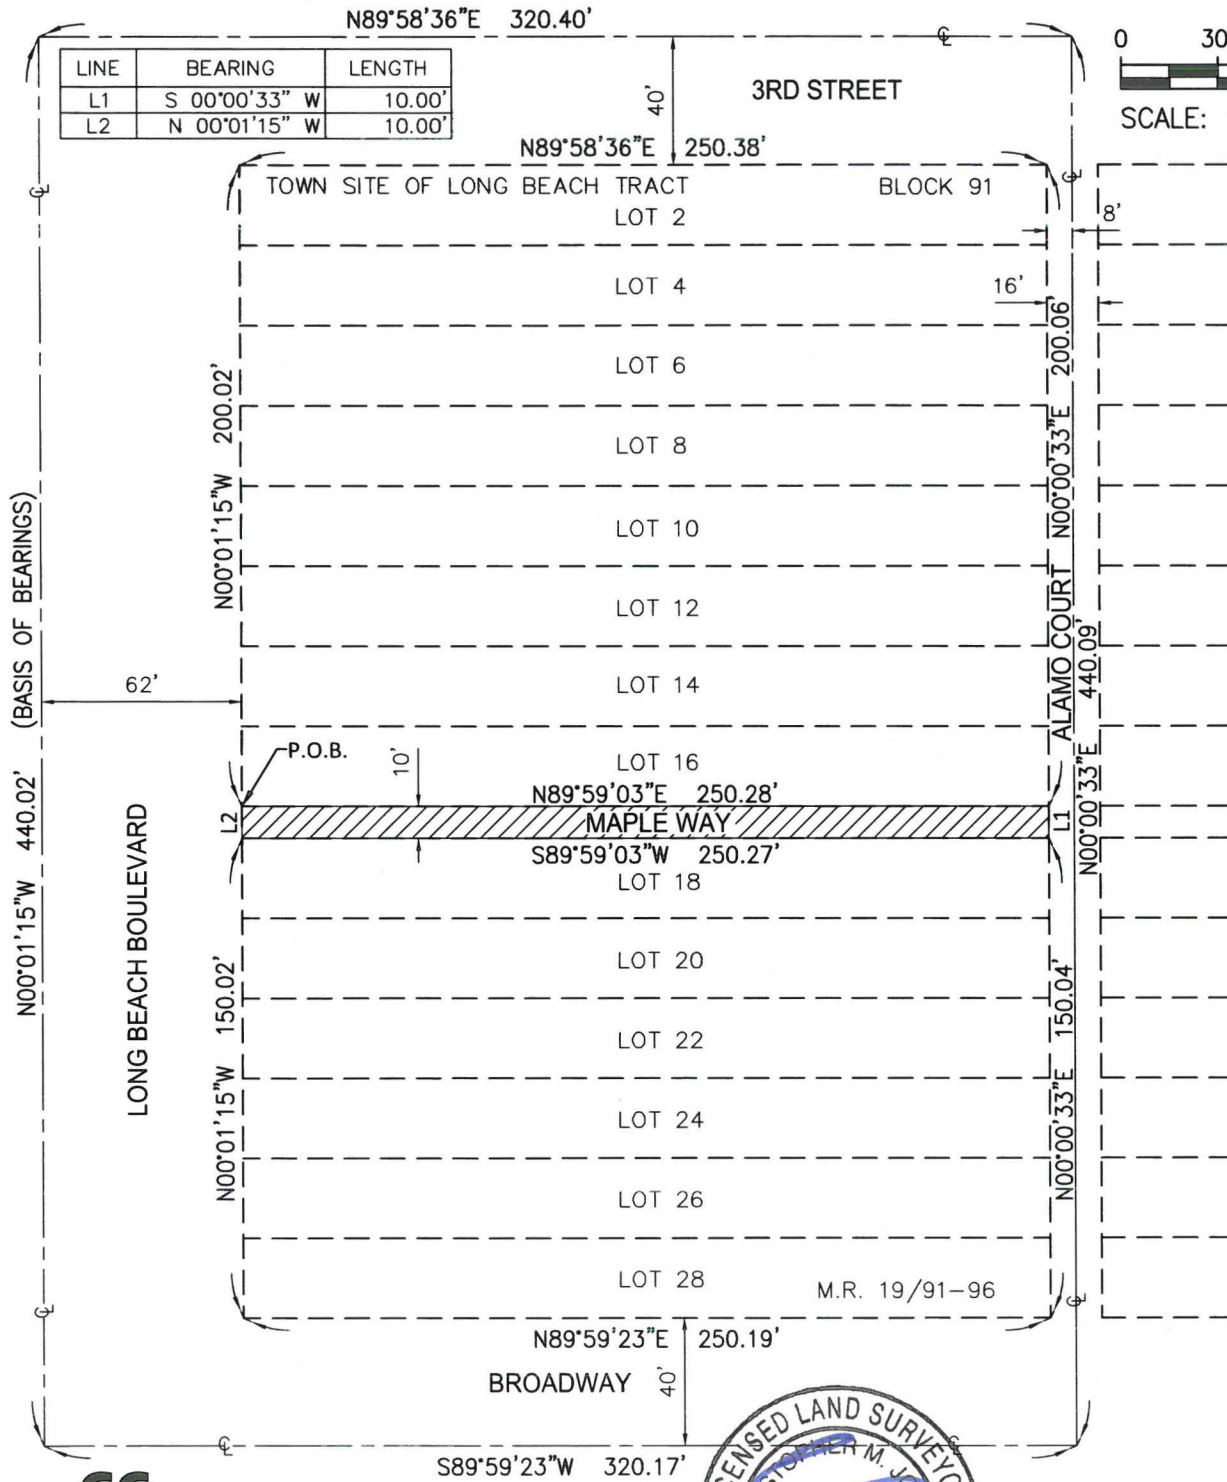 N89°58'36"E 320.40'
LINE BEARING LENGTH
L1 S 00°00'33" W 10.00'
L2 N 00°01'15" W 10.00'
0 30
SCALE:
3RD STREET
40'
N89°58'36"E 250.38'
TOWN SITE OF LONG BEACH TRACT
BLOCK 91
LOT 2
8'
LOT 4
16'
LOT 6
LOT 8
LOT 10
LOT 12
LOT 14
LOT 16
N00°01'15"W 200.02'
N00°00'33"E 200.06'
ALAMO COURT
N00°00'33"E 440.09'
N00°01'15"W 440.02' (BASIS OF BEARINGS)
62'
P.O.B.
10'
N89°59'03"E 250.28'
L2
MAPLE WAY
L1
S89°59'03"W 250.27'
LONG BEACH BOULEVARD
LOT 18
LOT 20
LOT 22
LOT 24
LOT 26
LOT 28
N00°01'15"W 150.02'
N00°00'33"E 150.04'
M.R. 19/91-96
N89°59'23"E 250.19'
BROADWAY
40'
S89°59'23"W 320.17'
LAND SURVEYO
M.